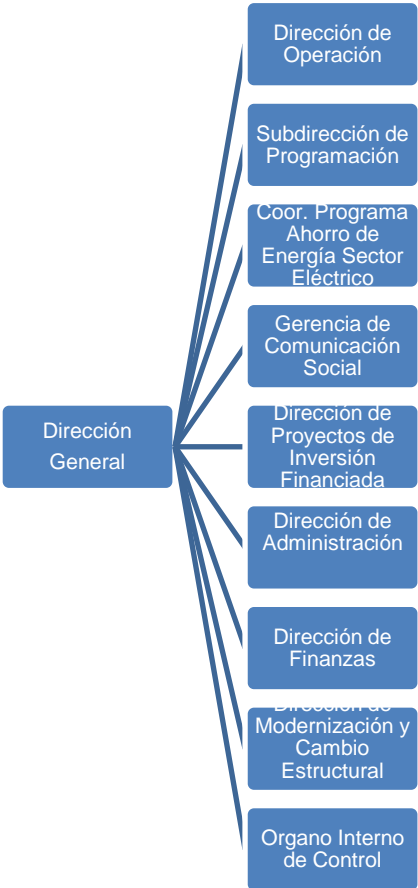 Dirección de
Operación
Subdirección de
Programación
Coor. Programa
Ahorro de
Energía Sector
Eléctrico
Gerencia de
Comunicación
Social
Dirección
General
Dirección de
Proyectos de
Inversión
Financiada
Dirección de
Administración
Dirección de
Finanzas
Dirección de
Modernización y
Cambio
Estructural
Organo Interno
de Control